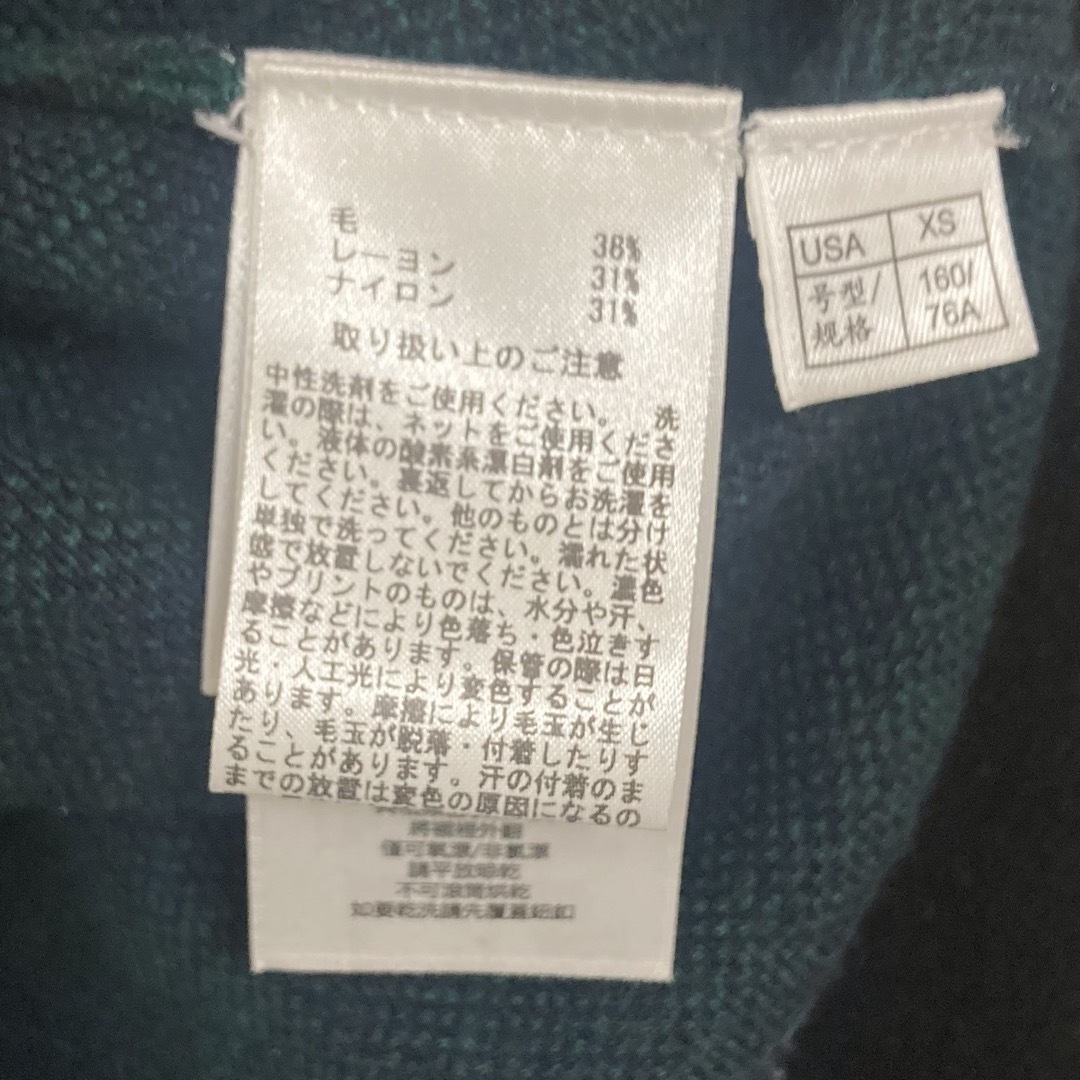 毛 38%
レーヨン 31%
ナイロン 31%
取り扱い上のご注意
中性洗剤をご使用ください。 洗
濯の際は、ネットをご使用くださ
い。液体の酸素系漂白剤をご使用
ください。裏返してからお洗濯を
してください。他のものとは分け
単独で洗ってください。濡れた状
態で放置しないでください。濃色
やプリントのものは、水分や汗、
摩擦などにより色落ち・色泣きす
ることがあります。保管の際は日
光・人工光により変色することが
あります。摩擦により毛玉が生じ
たり、毛玉が脱落・付着したりす
ることがあります。汗の付着のま
までの放置は変色の原因になるの
將織裡外翻
僅可氧漂/非氯漂
請平放晾乾
不可滾筒烘乾
如要乾洗請先覆蓋鈕釦
USA XS
号型/ 160/
规格 76A